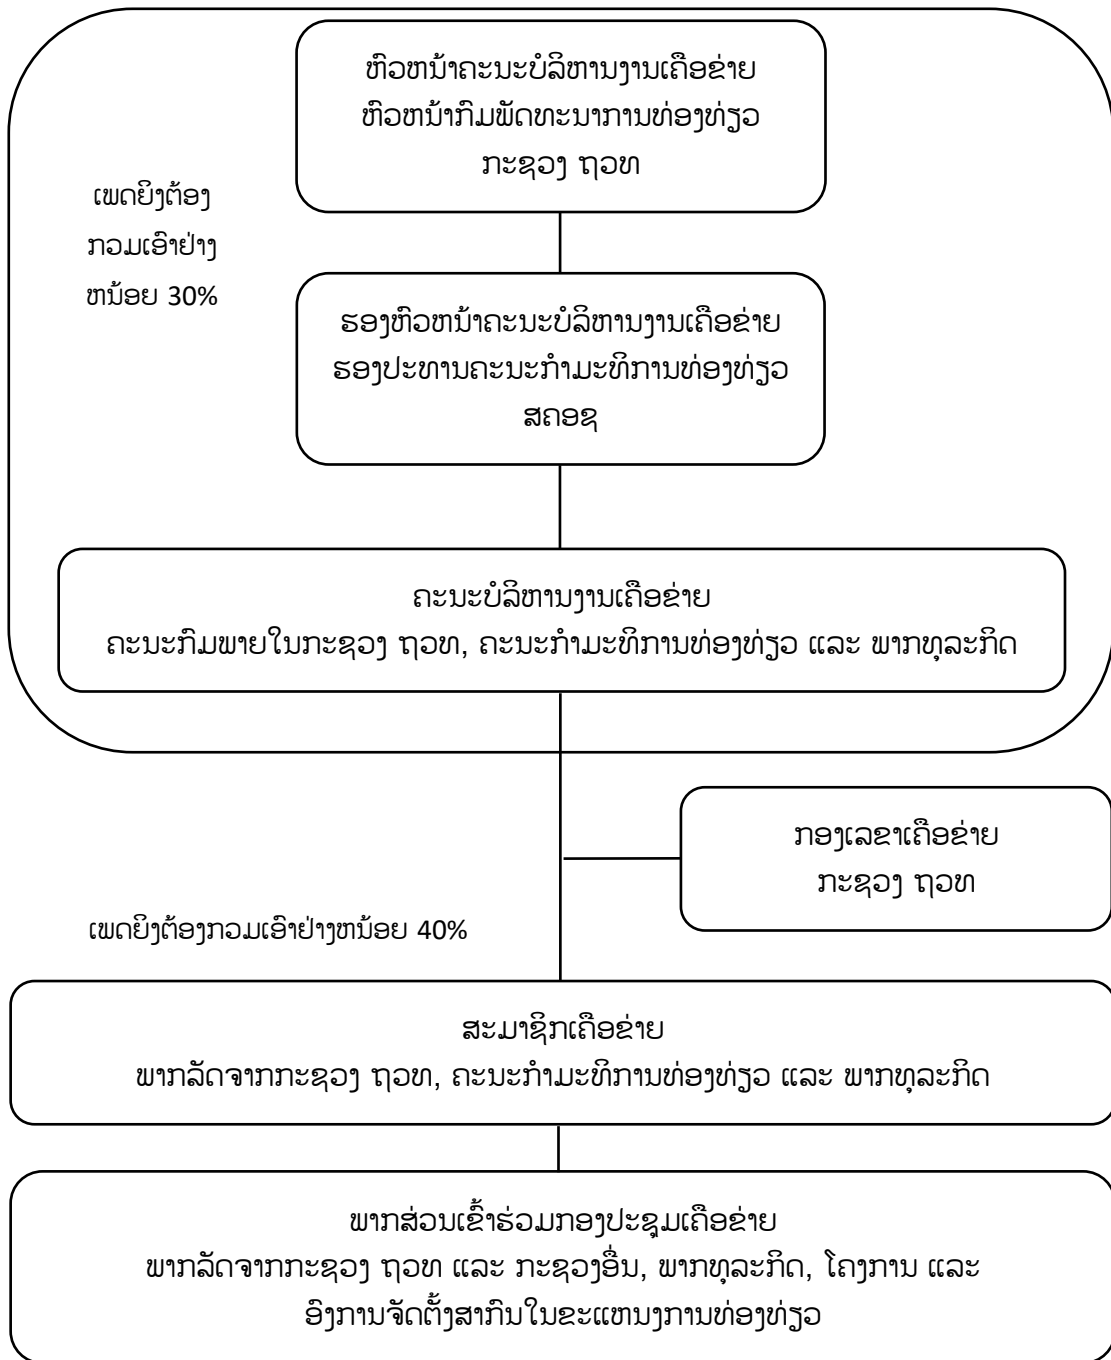 ຫົວຫນ້າຄະນະບໍລິຫານງານເຄືອຂ່າຍ
ຫົວຫນ້າກົມພັດທະນາການທ່ອງທ່ຽວ
ກະຊວງ ຖວທ
ເພດຍິງຕ້ອງ
ກວມເອົາຢ່າງ
ຫນ້ອຍ 30%
ຮອງຫົວຫນ້າຄະນະບໍລິຫານງານເຄືອຂ່າຍ
ຮອງປະທານຄະນະກໍາມະທິການທ່ອງທ່ຽວ
ສຄອຊ
ຄະນະບໍລິຫານງານເຄືອຂ່າຍ
ຄະນະກົມພາຍໃນກະຊວງ ຖວທ, ຄະນະກໍາມະທິການທ່ອງທ່ຽວ ແລະ ພາກທຸລະກິດ
ກອງເລຂາເຄືອຂ່າຍ
ກະຊວງ ຖວທ
ເພດຍິງຕ້ອງກວມເອົາຢ່າງຫນ້ອຍ 40%
ສະມາຊິກເຄືອຂ່າຍ
ພາກລັດຈາກກະຊວງ ຖວທ, ຄະນະກໍາມະທິການທ່ອງທ່ຽວ ແລະ ພາກທຸລະກິດ
ພາກສ່ວນເຂົ້າຮ່ວມກອງປະຊຸມເຄືອຂ່າຍ
ພາກລັດຈາກກະຊວງ ຖວທ ແລະ ກະຊວງອື່ນ, ພາກທຸລະກິດ, ໂຄງການ ແລະ
ອົງການຈັດຕັ້ງສາກົນໃນຂະແຫນງການທ່ອງທ່ຽວ